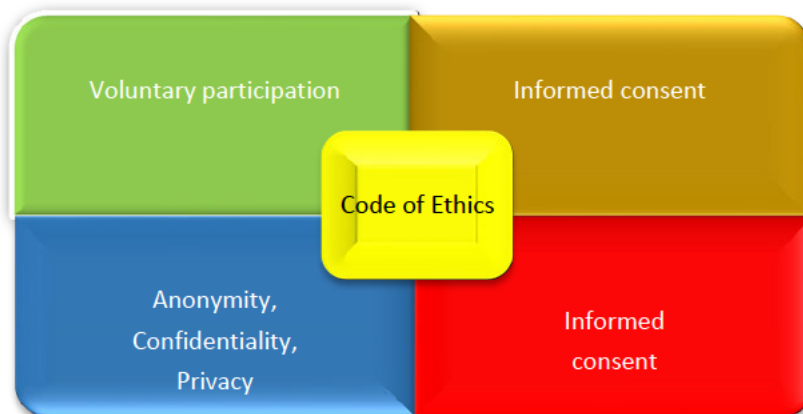 Voluntary participation
Informed consent
Code of Ethics
Anonymity,
Confidentiality,
Privacy
Informed
consent